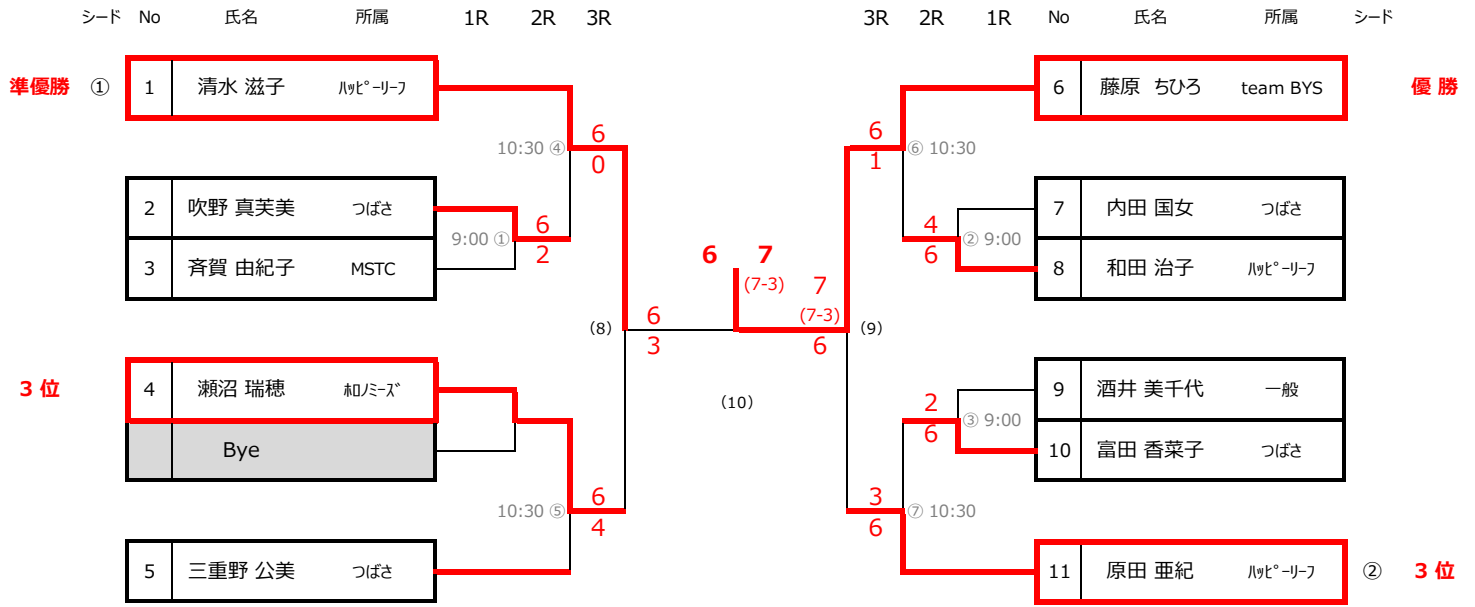 シード No 氏名 所属 1R 2R 3R 3R 2R 1R No 氏名 所属 シード
準優勝 ① 1 清水 滋子 ﾊｯﾋﾟｰﾘｰﾌ 6 藤原 ちひろ team BYS 優 勝
6 6
10:30 ④ ⑥ 10:30
0 1
2 吹野 真芙美 つばさ 7 内田 国女 つばさ
6 4
9:00 ① ② 9:00
2 6
3 斉賀 由紀子 MSTC 8 和田 治子 ﾊｯﾋﾟｰﾘｰﾌ
6 7
(7-3) 7
6 (7-3)
(8) (9)
3 6
3 位 4 瀬沼 瑞穂 9 酒井 美千代 一般
(10) 2
③ 9:00
6
Bye 10 富田 香菜子 つばさ
6 3
10:30 ⑤ ⑦ 10:30
4 6
5 三重野 公美 つばさ 11 原田 亜紀 ﾊｯﾋﾟｰﾘｰﾌ ② 3 位